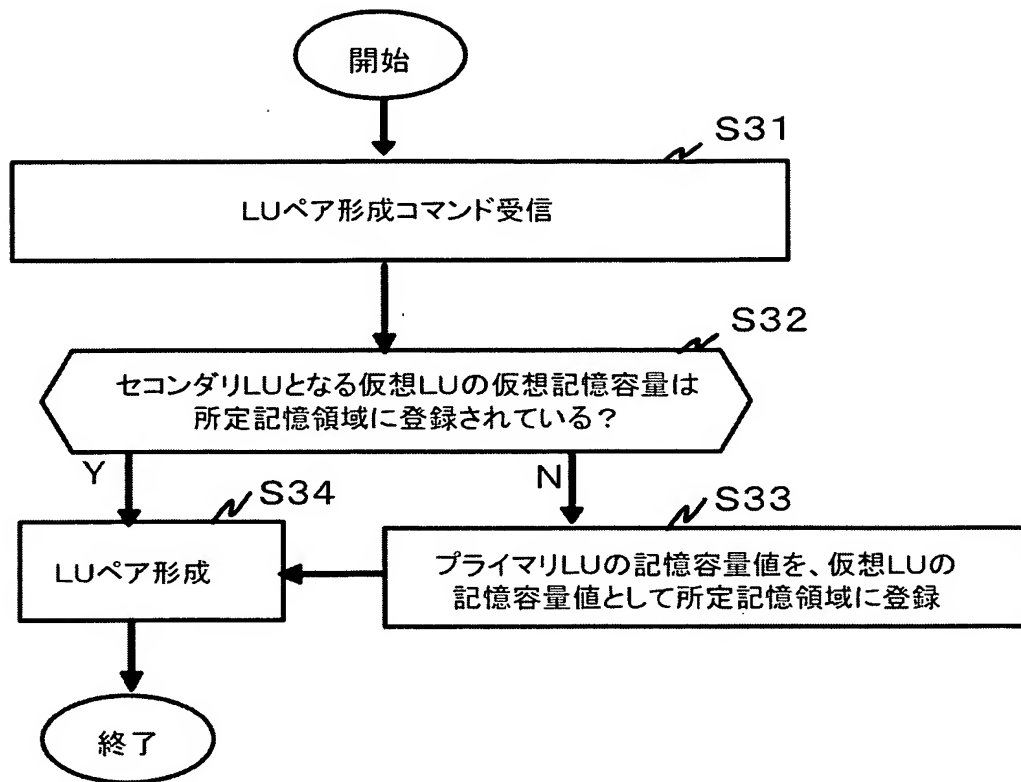 開始
S31
LUペア形成コマンド受信
S32
セコンダリLUとなる仮想LUの仮想記憶容量は
所定記憶領域に登録されている?
Y
N
S34
S33
LUペア形成
プライマリLUの記憶容量値を、仮想LUの
記憶容量値として所定記憶領域に登録
終了